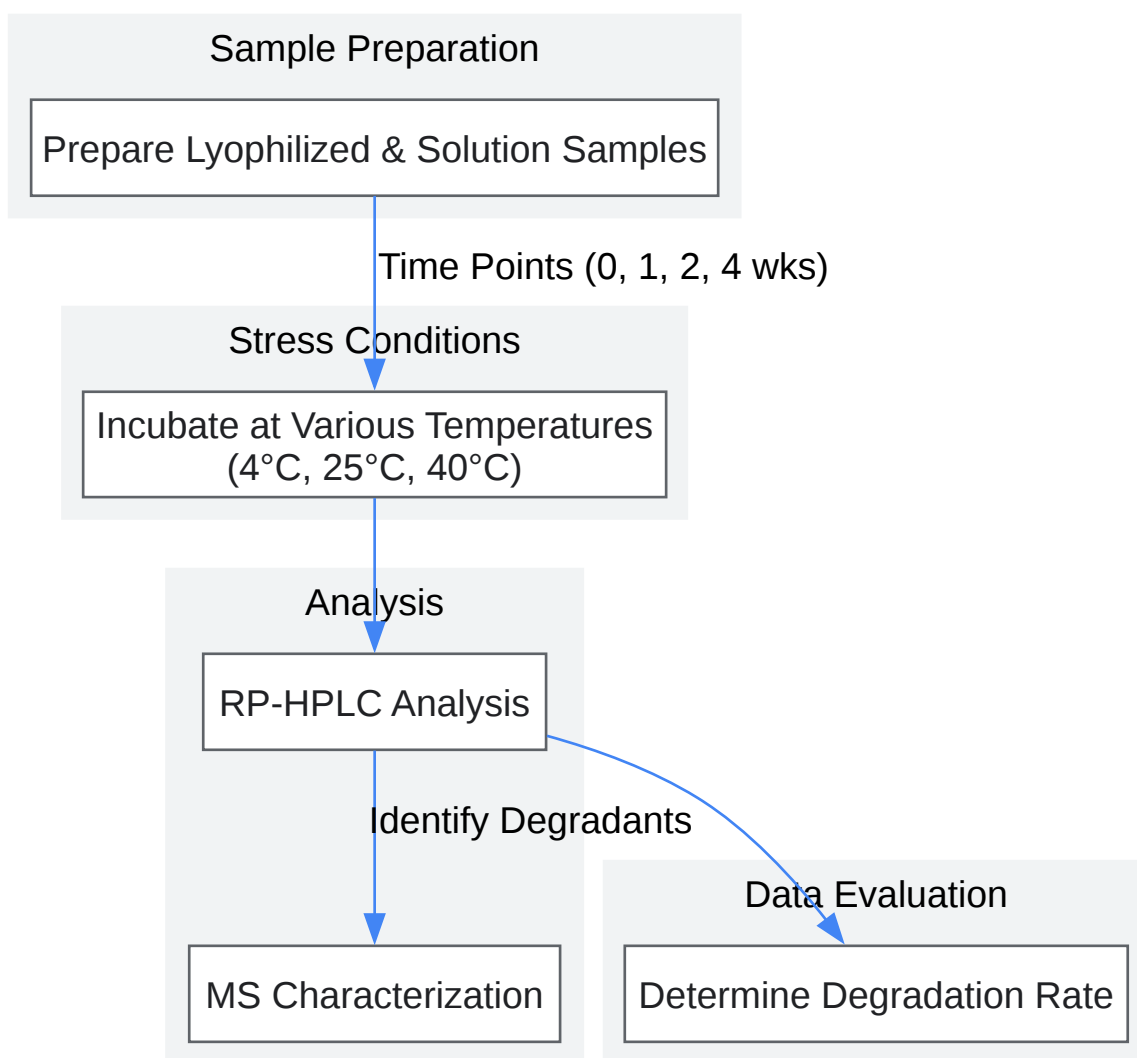 Sample Preparation
Prepare Lyophilized & Solution Samples
Time Points (0, 1, 2, 4 wks)
Stress Conditions
Incubate at Various Temperatures
(4°C, 25°C, 40°C)
Analysis
RP-HPLC Analysis
Identify Degradants
Data Evaluation
MS Characterization
Determine Degradation Rate